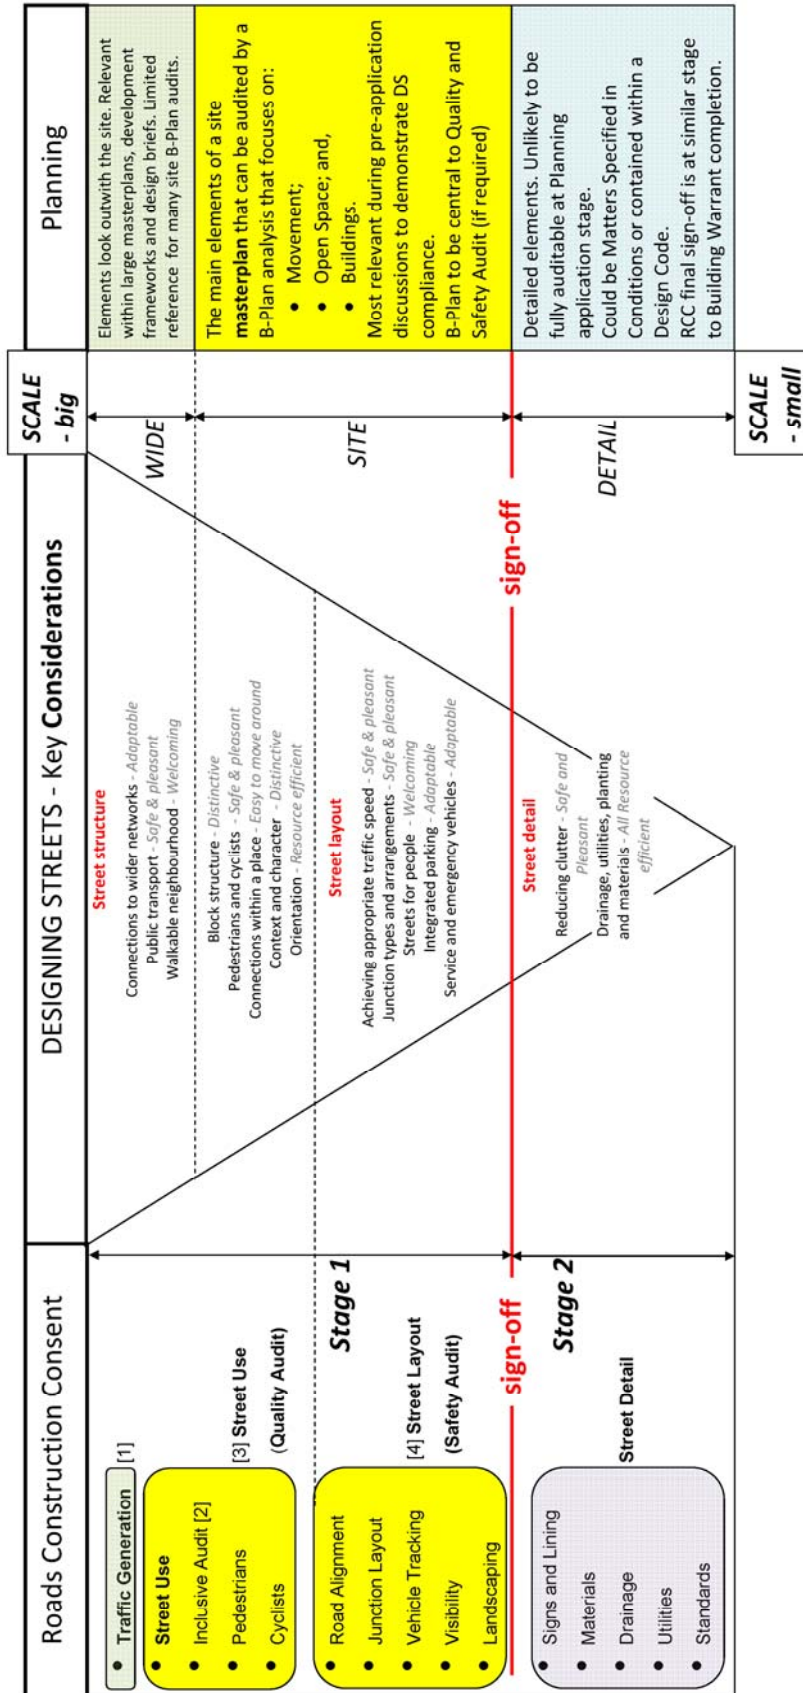 Roads Construction Consent
DESIGNING STREETS - Key Considerations
SCALE
- big
Planning
• Traffic Generation [1]
• Street Use
• Inclusive Audit [2]
• Pedestrians
• Cyclists
[3] Street Use
(Quality Audit)
• Road Alignment
• Junction Layout
• Vehicle Tracking
• Visibility
• Landscaping
[4] Street Layout
(Safety Audit)
Stage 1
sign-off
Stage 2
• Signs and Lining
• Materials
• Drainage
• Utilities
• Standards
Street Detail
Street structure
Connections to wider networks - Adaptable
Public transport - Safe & pleasant
Walkable neighbourhood - Welcoming
Block structure - Distinctive
Pedestrians and cyclists - Safe & pleasant
Connections within a place - Easy to move around
Context and character - Distinctive
Orientation - Resource efficient
Street layout
Achieving appropriate traffic speed - Safe & pleasant
Junction types and arrangements - Safe & pleasant
Streets for people - Welcoming
Integrated parking - Adaptable
Service and emergency vehicles - Adaptable
Street detail
Reducing clutter - Safe and
Pleasant
Drainage, utilities, planting
and materials - All Resource
efficient
sign-off
WIDE
SITE
DETAIL
SCALE
- small
Elements look outwith the site. Relevant
within large masterplans, development
frameworks and design briefs. Limited
reference for many site B-Plan audits.
The main elements of a site
masterplan that can be audited by a
B-Plan analysis that focuses on:
• Movement;
• Open Space; and,
• Buildings.
Most relevant during pre-application
discussions to demonstrate DS
compliance.
B-Plan to be central to Quality and
Safety Audit (if required)
Detailed elements. Unlikely to be
fully auditable at Planning
application stage.
Could be Matters Specified in
Conditions or contained within a
Design Code.
RCC final sign-off is at similar stage
to Building Warrant completion.